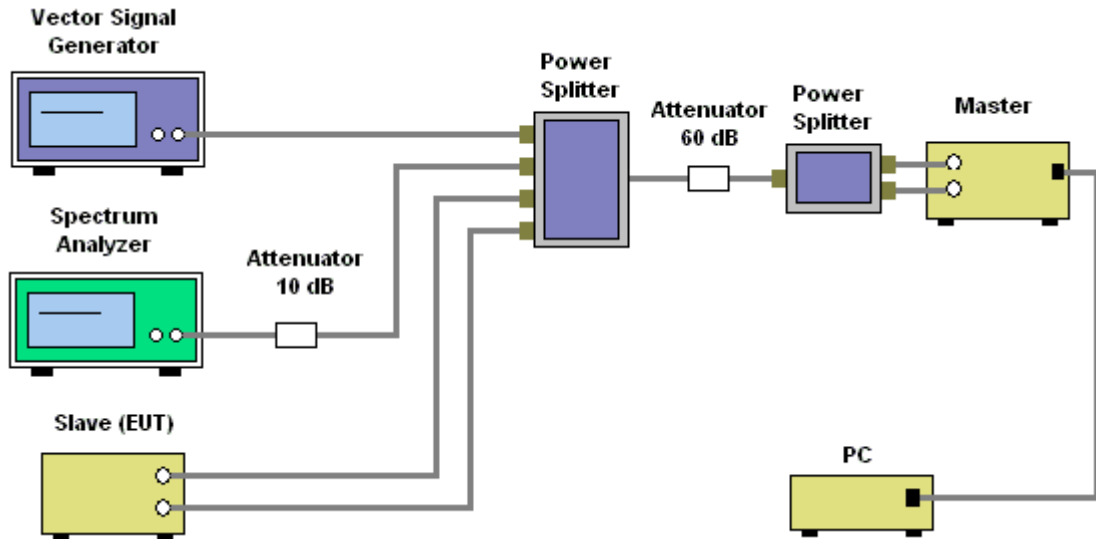 Vector Signal
Generator
Power
Splitter
Attenuator
60 dB
Power
Splitter
Master
Spectrum
Analyzer
Attenuator
10 dB
Slave (EUT)
PC